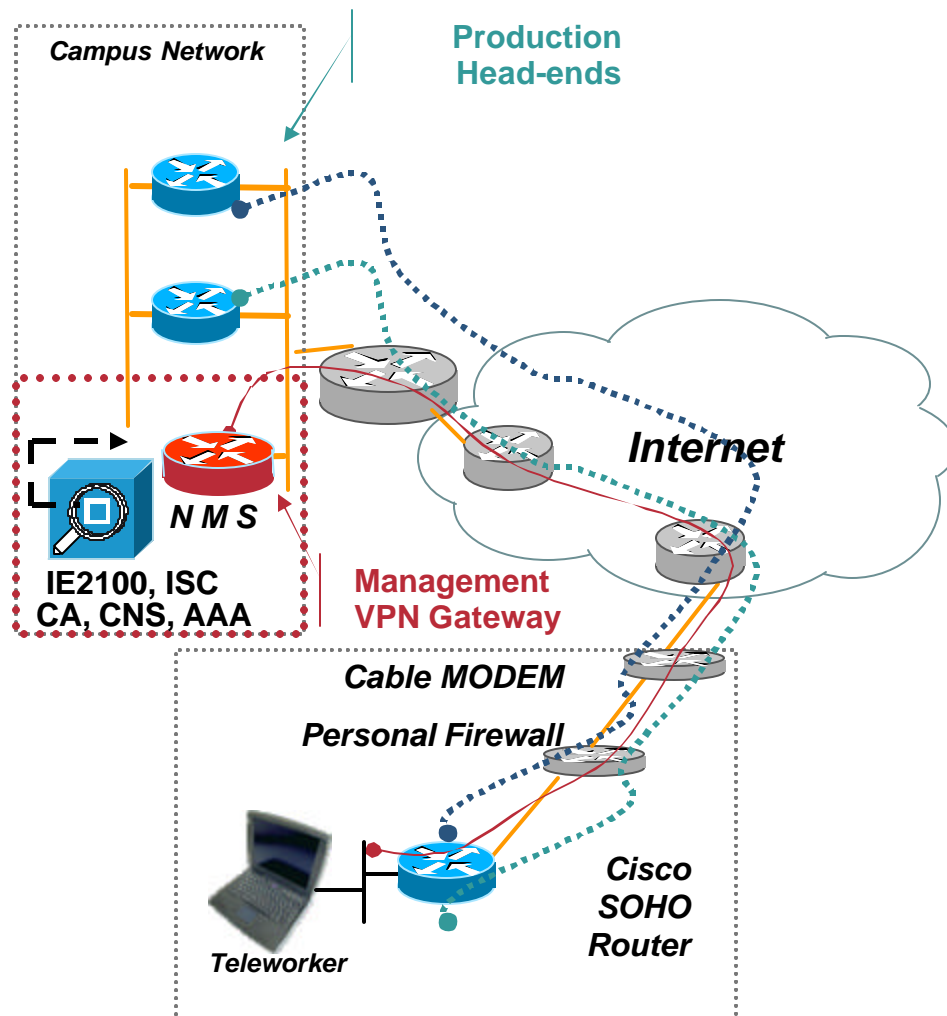 Campus Network
Production
Head-ends
Internet
N M S
IE2100, ISC
CA, CNS, AAA
Management
VPN Gateway
Cable MODEM
Personal Firewall
Cisco
SOHO
Router
Teleworker